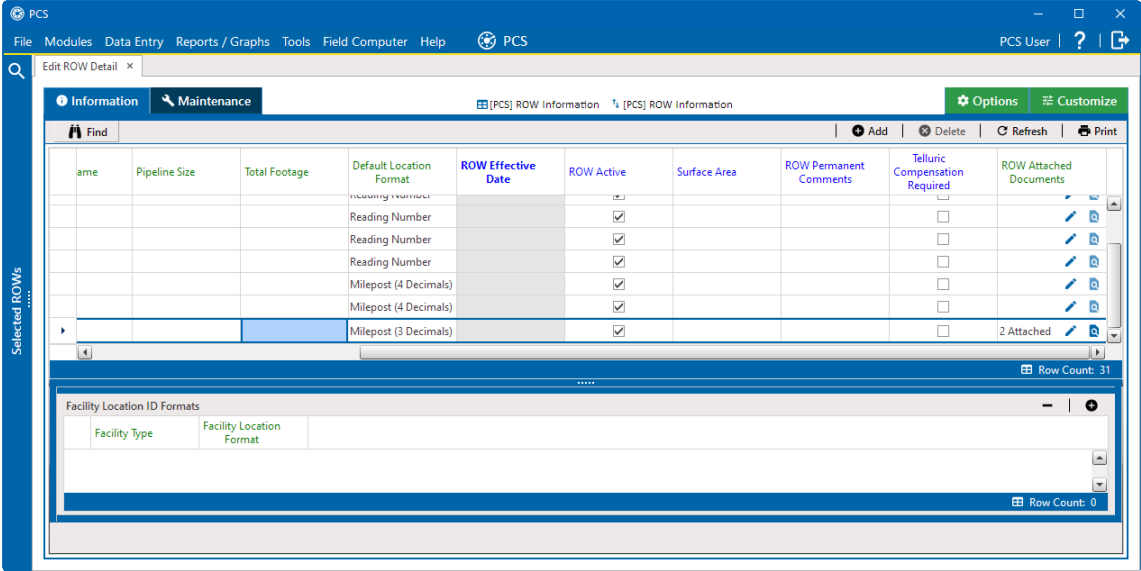 PCS
File Modules Data Entry Reports / Graphs Tools Field Computer Help PCS PCS User | ? |
Edit ROW Detail ×
Information Maintenance [PCS] ROW Information [PCS] ROW Information Options Customize
Find | Add | Delete | Refresh | Print
ame Pipeline Size Total Footage Default Location Format ROW Effective Date ROW Active Surface Area ROW Permanent Comments Telluric Compensation Required ROW Attached Documents
Reading Number
Reading Number
Reading Number
Reading Number
Milepost (4 Decimals)
Milepost (4 Decimals)
Milepost (3 Decimals) 2 Attached
Row Count: 31
Selected ROWs
Facility Location ID Formats
Facility Type Facility Location Format
Row Count: 0